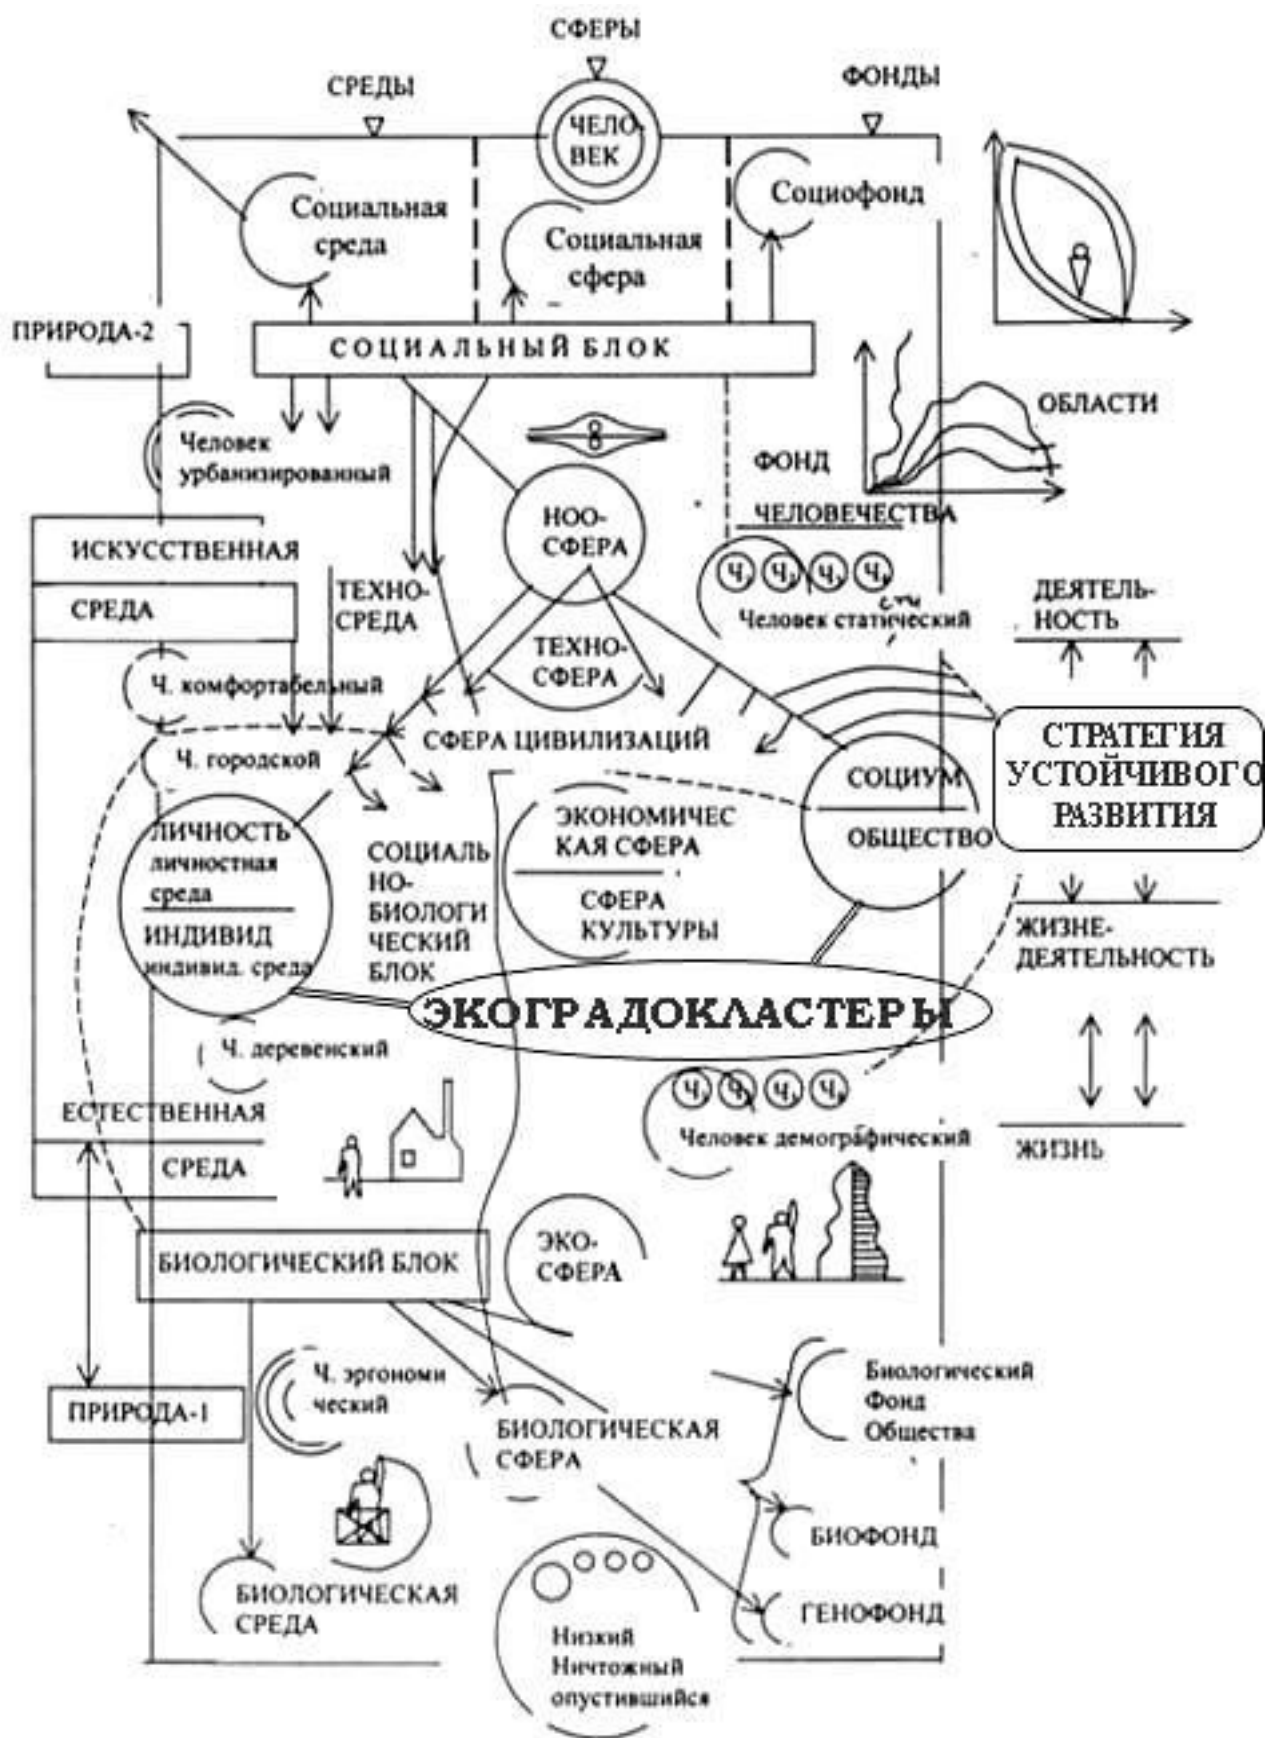 СФЕРЫ
СРЕДЫ
ФОНДЫ
ЧЕЛО-
ВЕК
Социальная
среда
Социальная
сфера
Социофонд
ПРИРОДА-2
СОЦИАЛЬНЫЙ БЛОК
Человек
урбанизированный
ОБЛАСТИ
ФОНД
ЧЕЛОВЕЧЕСТВА
НОО-
СФЕРА
ИСКУССТВЕННАЯ
СРЕДА
ТЕХНО-
СРЕДА
Человек статический
ДЕЯТЕЛЬ-
НОСТЬ
ТЕХНО-
СФЕРА
Ч. комфортабельный
Ч. городской
СФЕРА ЦИВИЛИЗАЦИЙ
СОЦИУМ
ОБЩЕСТВО
СТРАТЕГИЯ
УСТОЙЧИВОГО
РАЗВИТИЯ
ЛИЧНОСТЬ
личностная
среда
ИНДИВИД
индивид. среда
СОЦИАЛЬ
НО-
БИОЛОГИ
ЧЕСКИЙ
БЛОК
ЭКОНОМИЧЕС
КАЯ СФЕРА
СФЕРА
КУЛЬТУРЫ
ЖИЗНЕ-
ДЕЯТЕЛЬНОСТЬ
ЭКОГРАДОКЛАСТЕРЫ
Ч. деревенский
ЕСТЕСТВЕННАЯ
СРЕДА
Человек демографический
ЖИЗНЬ
БИОЛОГИЧЕСКИЙ БЛОК
ЭКО-
СФЕРА
Ч. эргономи
ческий
ПРИРОДА-1
БИОЛОГИЧЕСКАЯ
СФЕРА
Биологический
Фонд
Общества
БИОФОНД
ГЕНОФОНД
БИОЛОГИЧЕСКАЯ
СРЕДА
Низкий
Ничтожный
опустившийся